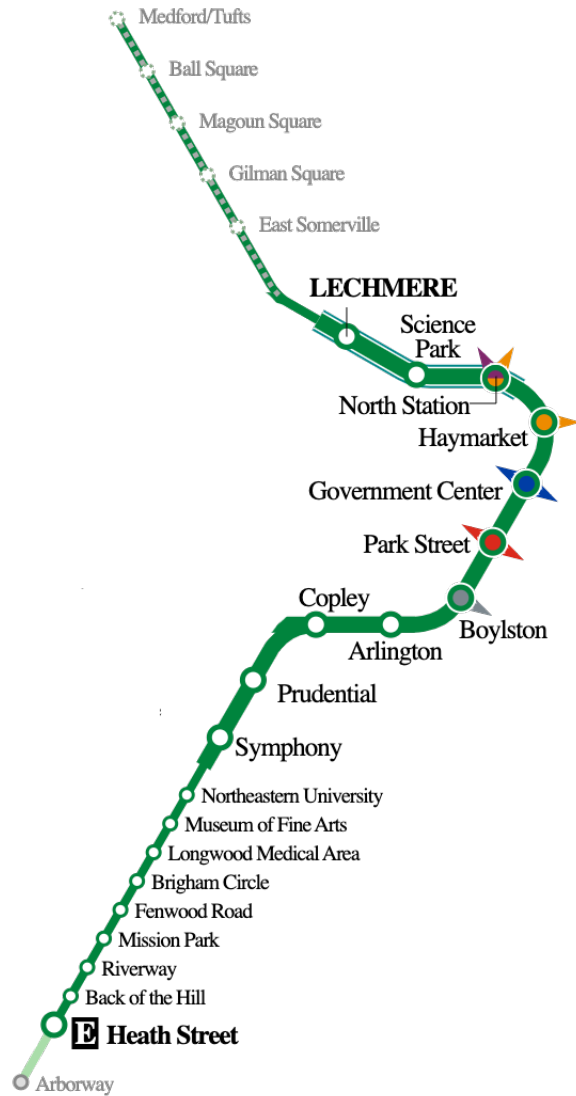 Medford/Tufts
Ball Square
Magoun Square
Gilman Square
East Somerville
LECHMERE
Science
Park
North Station
Haymarket
Government Center
Park Street
Boylston
Copley
Arlington
Prudential
Symphony
Northeastern University
Museum of Fine Arts
Longwood Medical Area
Brigham Circle
Fenwood Road
Mission Park
Riverway
Back of the Hill
E Heath Street
Arborway